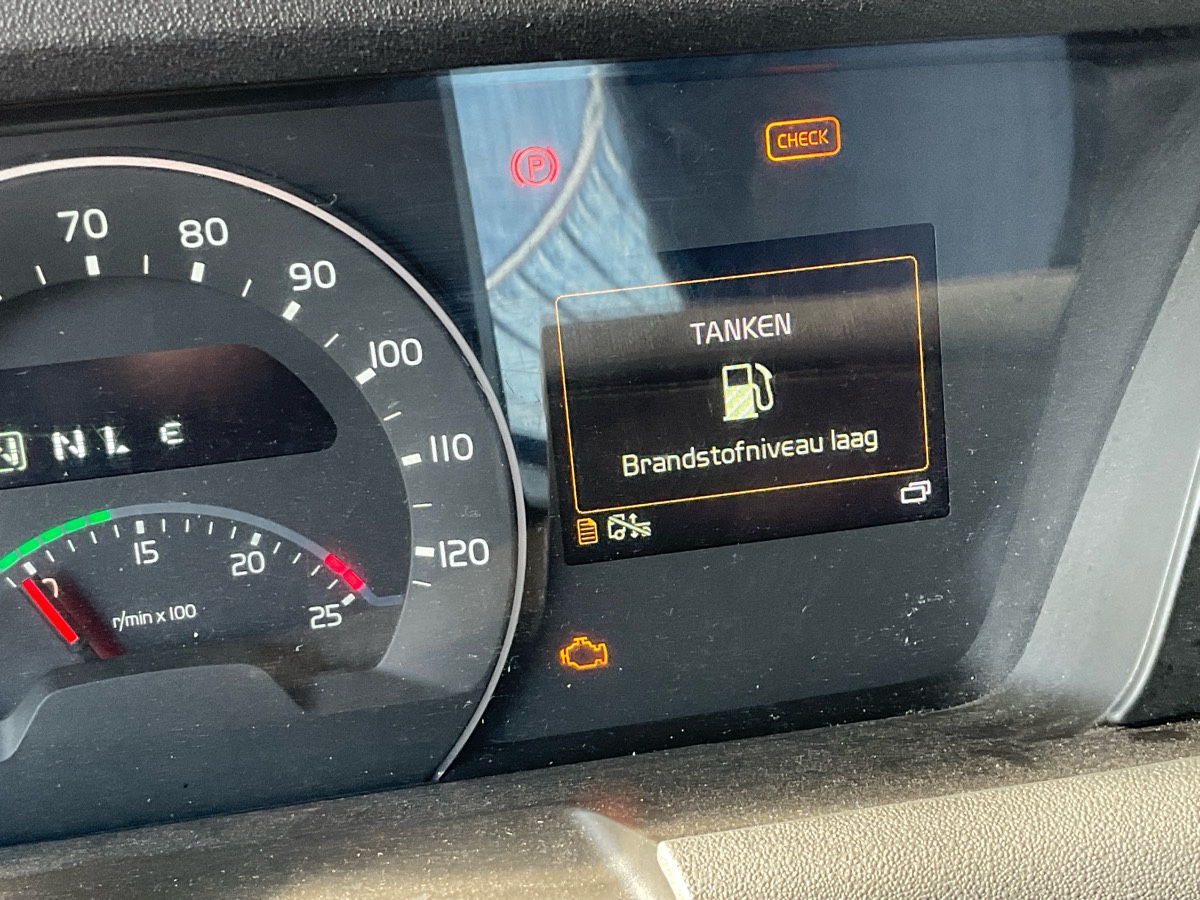 P
CHECK
70
80
90
100
110
120
TANKEN
Brandstofniveau laag
N L E
15
20
25
r/min x 100